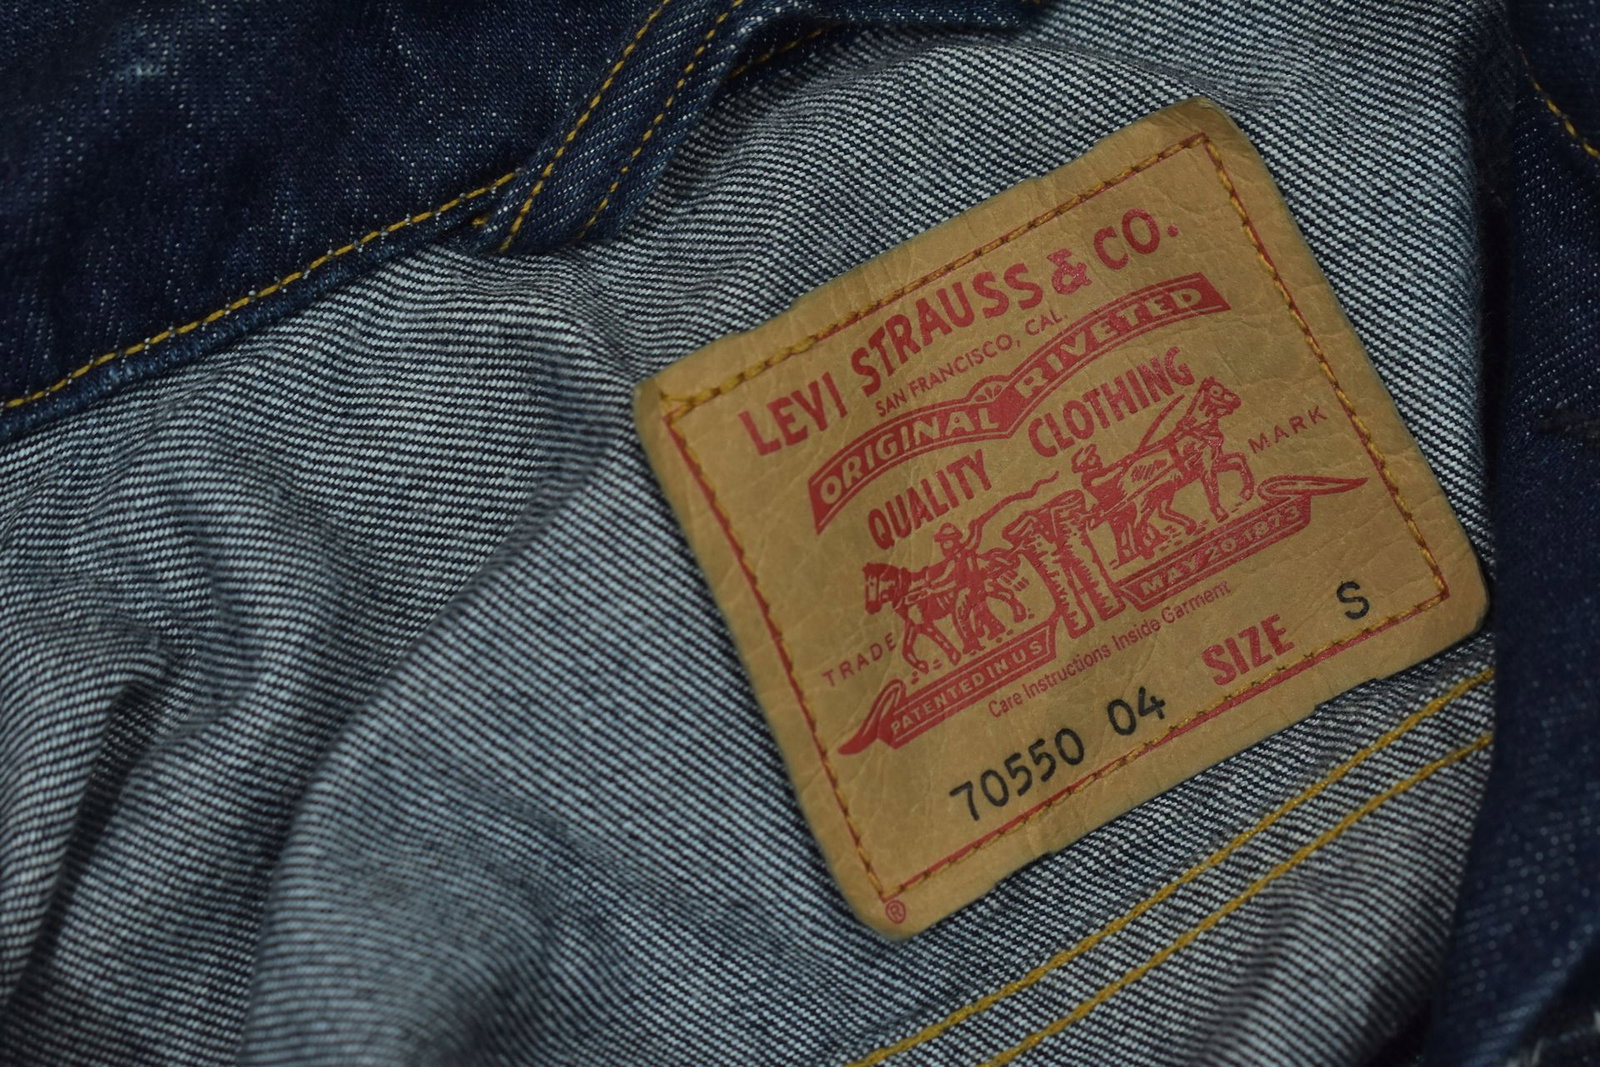 LEVI STRAUSS & CO.
SAN FRANCISCO, CAL.
ORIGINAL RIVETED
QUALITY CLOTHING
TRADE MARK
PATENTED IN US MAY 20 1873
Care Instructions Inside Garment
SIZE S
70550 04
®